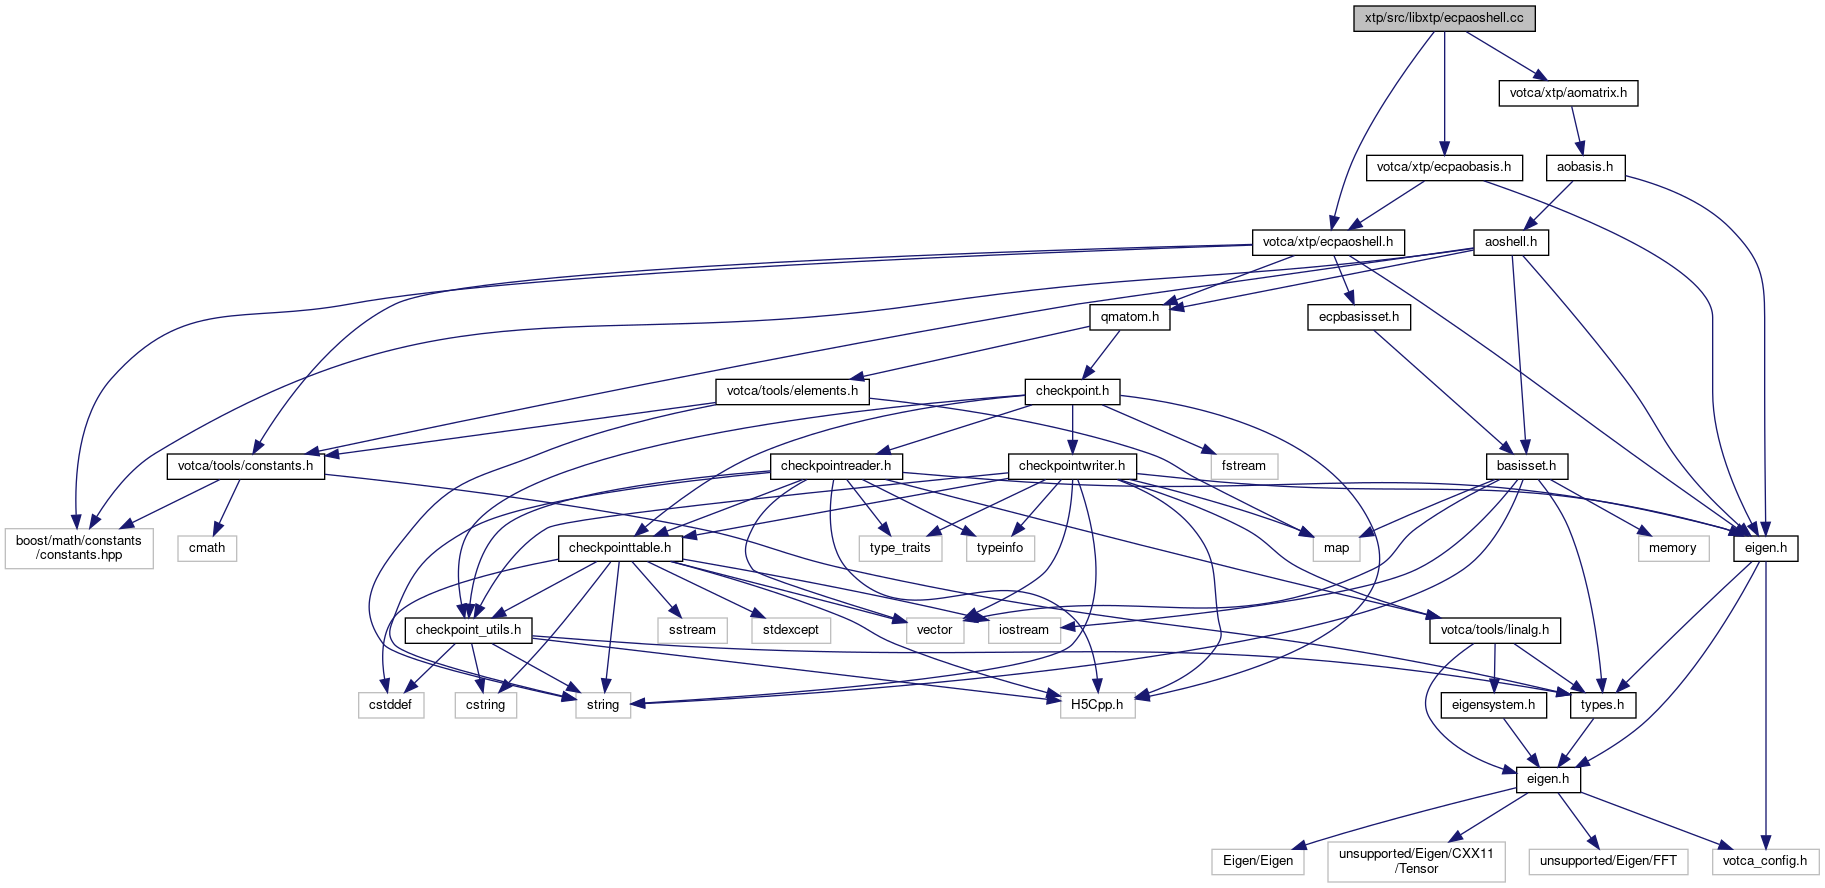 xtp/src/libxtp/ecpaoshell.cc
votca/xtp/aomatrix.h
votca/xtp/ecpaobasis.h
aobasis.h
votca/xtp/ecpaoshell.h
aoshell.h
qmatom.h
ecpbasisset.h
votca/tools/elements.h
checkpoint.h
votca/tools/constants.h
checkpointreader.h
checkpointwriter.h
fstream
basisset.h
boost/math/constants
/constants.hpp
cmath
checkpointtable.h
type_traits
typeinfo
map
memory
eigen.h
checkpoint_utils.h
sstream
stdexcept
vector
iostream
votca/tools/linalg.h
cstddef
cstring
string
H5Cpp.h
eigensystem.h
types.h
eigen.h
Eigen/Eigen
unsupported/Eigen/CXX11
/Tensor
unsupported/Eigen/FFT
votca_config.h